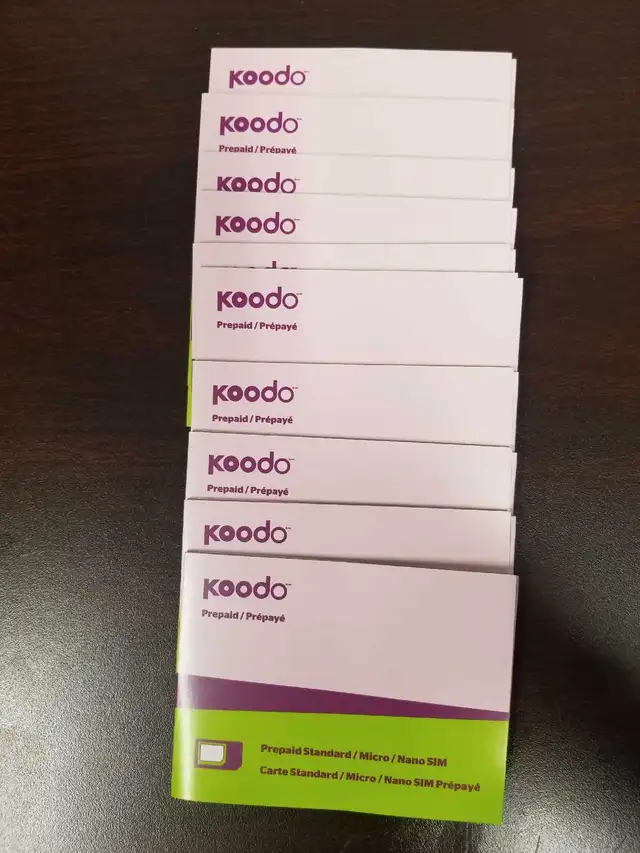 Koodo
Koodo
Prepaid / Prépayé
Koodo
Koodo
Koodo
Prepaid / Prépayé
Koodo
Prepaid / Prépayé
Koodo
Prepaid / Prépayé
Koodo
Koodo
Prepaid / Prépayé
Prepaid Standard / Micro / Nano SIM
Carte Standard / Micro / Nano SIM Prépayé